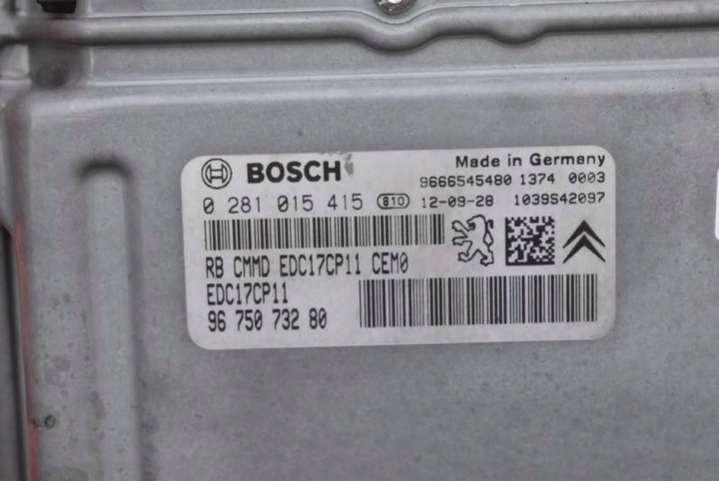 BOSCH
Made in Germany
9666545480 1374 0003
0 281 015 415 810 12-09-28 1039S42097
RB CMMD EDC17CP11 CEM0
EDC17CP11
96 750 732 80